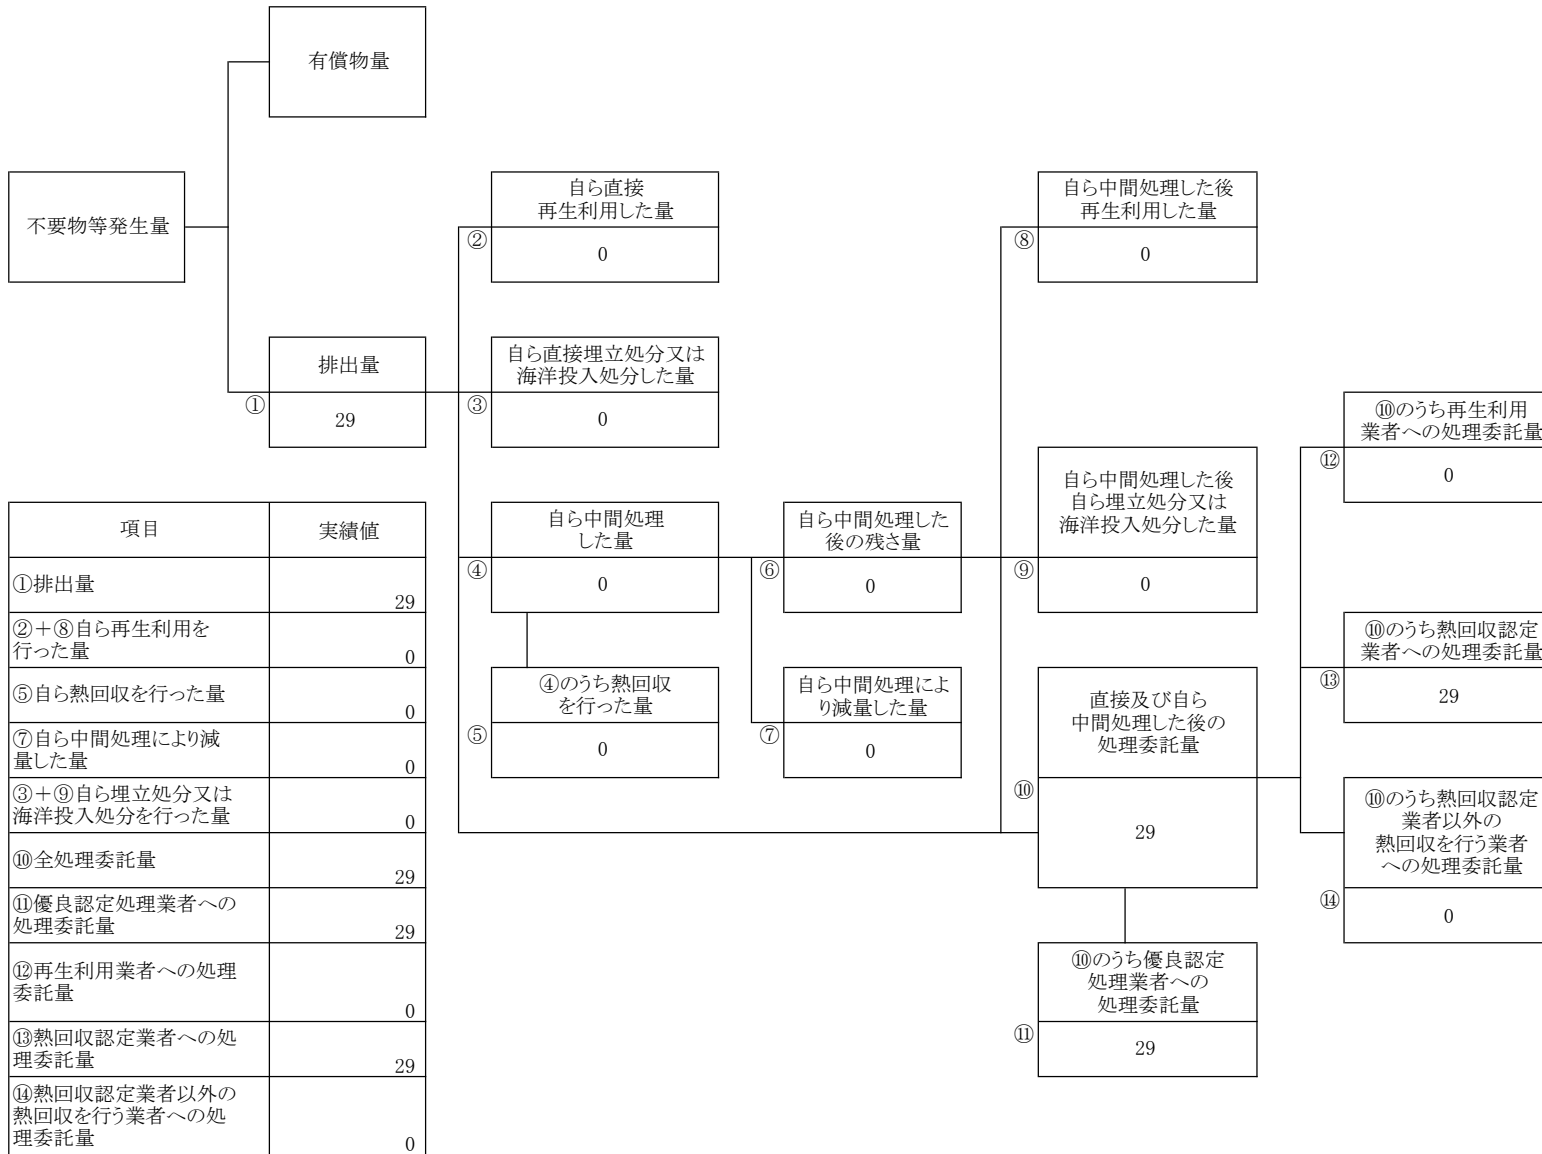 有償物量
不要物等発生量
自ら直接
再生利用した量
②
0
自ら中間処理した後
再生利用した量
⑧
0
排出量
①
29
自ら直接埋立処分又は
海洋投入処分した量
③
0
⑩のうち再生利用
業者への処理委託量
⑫
0
自ら中間処理
した量
④
0
自ら中間処理した
後の残さ量
⑥
0
自ら中間処理した後
自ら埋立処分又は
海洋投入処分した量
⑨
0
⑩のうち熱回収認定
業者への処理委託量
⑬
29
④のうち熱回収
を行った量
⑤
0
自ら中間処理によ
り減量した量
⑦
0
直接及び自ら
中間処理した後の
処理委託量
⑩
29
⑩のうち熱回収認定
業者以外の
熱回収を行う業者
への処理委託量
⑭
0
⑩のうち優良認定
処理業者への
処理委託量
⑪
29
項目 実績値
①排出量
29
②+⑧自ら再生利用を
行った量
0
⑤自ら熱回収を行った量
0
⑦自ら中間処理により減
量した量
0
③+⑨自ら埋立処分又は
海洋投入処分を行った量
0
⑩全処理委託量
29
⑪優良認定処理業者への
処理委託量
29
⑫再生利用業者への処理
委託量
0
⑬熱回収認定業者への処
理委託量
29
⑭熱回収認定業者以外の
熱回収を行う業者への処
理委託量
0